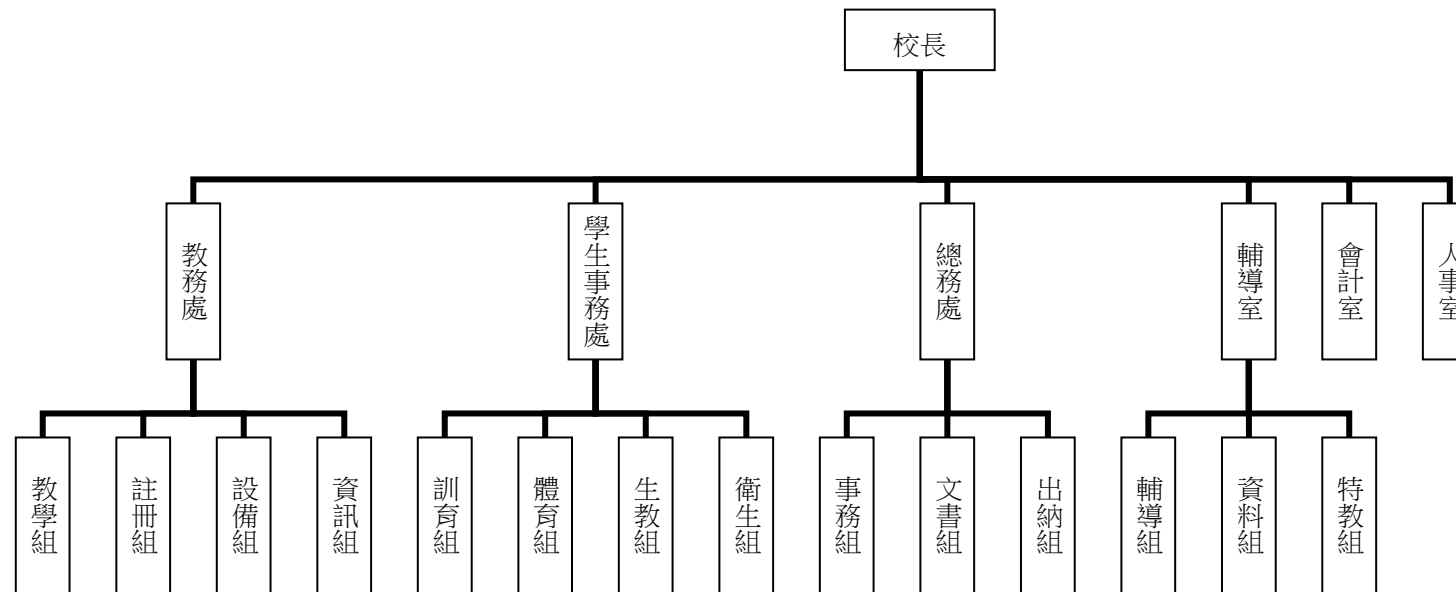 校長
教務處
學生事務處
總務處
輔導室
會計室
人事室
教學組
註冊組
設備組
資訊組
訓育組
體育組
生教組
衛生組
事務組
文書組
出納組
輔導組
資料組
特教組